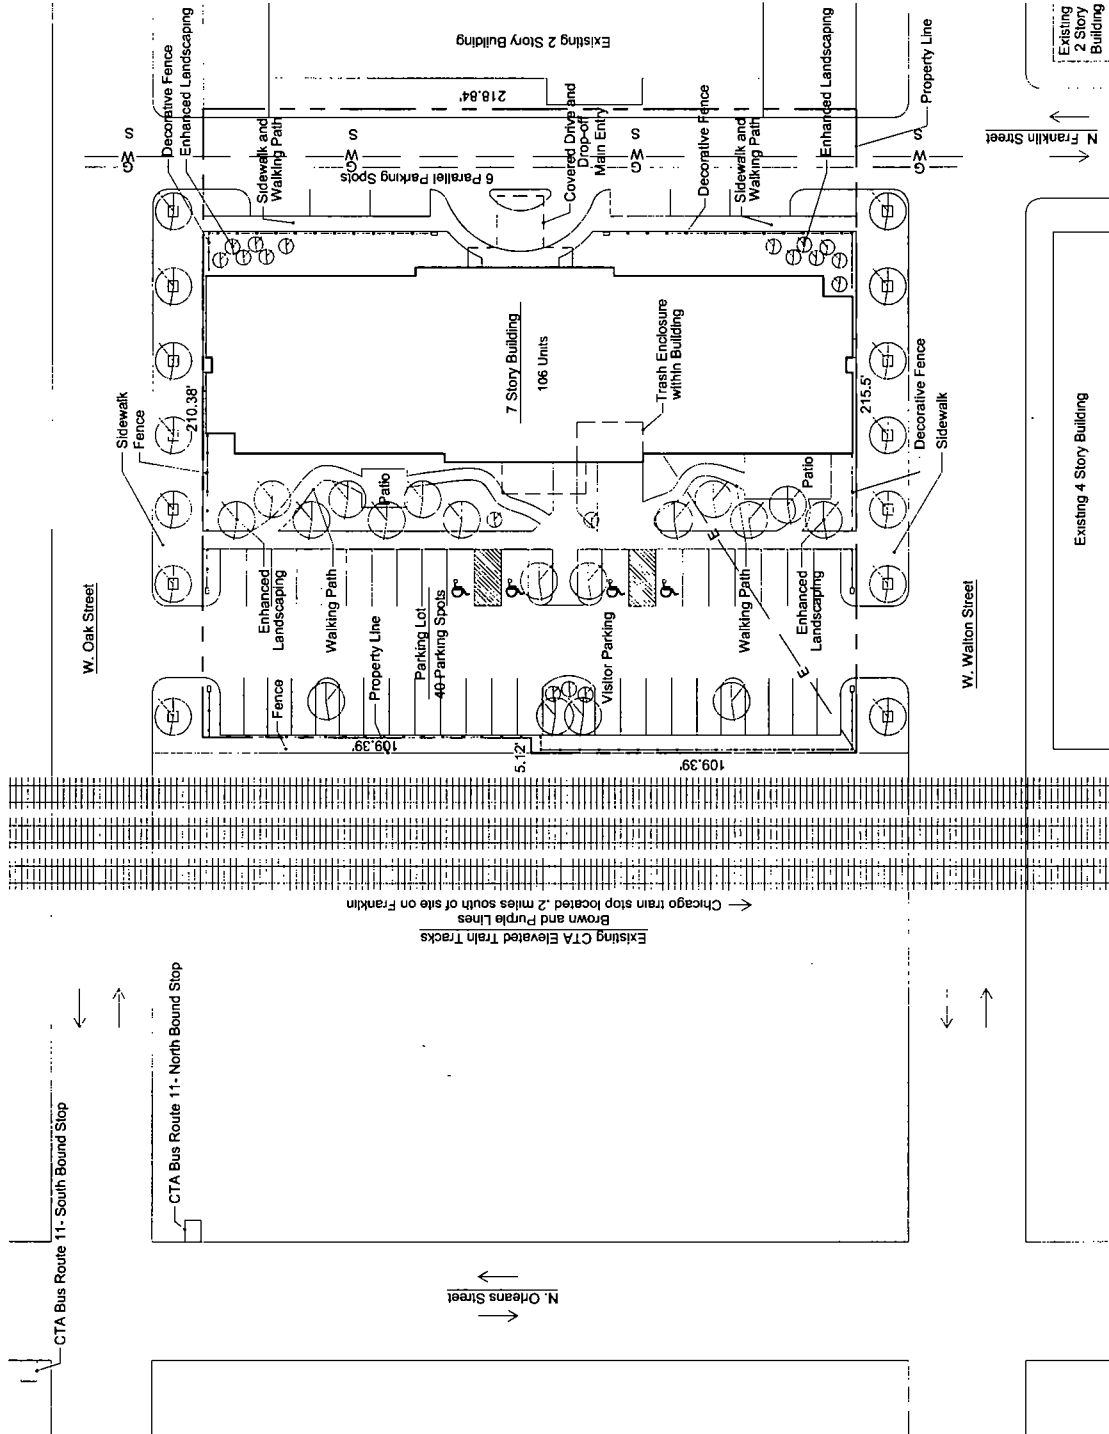 Existing 2 Story Building
Existing
2 Story
Building
218.84'
Decorative Fence
Enhanced Landscaping
Sidewalk and
Walking Path
6 Parallel Parking Spots
Covered Drive and
Drop-off
Main Entry
Decorative Fence
Sidewalk and
Walking Path
Enhanced Landscaping
Property Line
N Franklin Street
S
S
S
S
W
W
W
W
G
G
G
G
7 Story Building
106 Units
Trash Enclosure
within Building
Sidewalk
Fence
210.38'
215.5'
Decorative Fence
Sidewalk
Patio
Patio
W. Oak Street
Enhanced
Landscaping
Walking Path
Property Line
Parking Lot
40 Parking Spots
Visitor Parking
Walking Path
Enhanced
Landscaping
E
E
W. Walton Street
Existing 4 Story Building
Fence
109.39'
5.12'
109.39'
Existing CTA Elevated Train Tracks
Brown and Purple Lines
Chicago train stop located .2 miles south of site on Franklin
CTA Bus Route 11- South Bound Stop
CTA Bus Route 11- North Bound Stop
N. Orleans Street